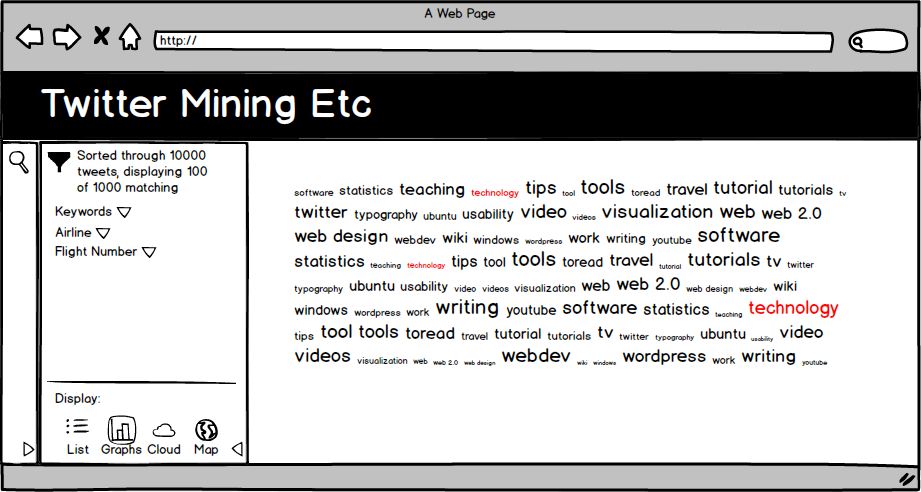 A Web Page
http://
Twitter Mining Etc
Sorted through 10000
tweets, displaying 100
of 1000 matching
Keywords
Airline
Flight Number
Display:
List Graphs Cloud Map
software statistics teaching technology tips tool tools toread travel tutorial tutorials tv
twitter typography ubuntu usability video videos visualization web web 2.0
web design webdev wiki windows wordpress work writing youtube software
statistics teaching technology tips tool tools toread travel tutorial tutorials tv twitter
typography ubuntu usability video videos visualization web web 2.0 web design webdev wiki
windows wordpress work writing youtube software statistics teaching technology
tips tool tools toread travel tutorial tutorials tv twitter typography ubuntu usability video
videos visualization web web 2.0 web design webdev wiki windows wordpress work writing youtube